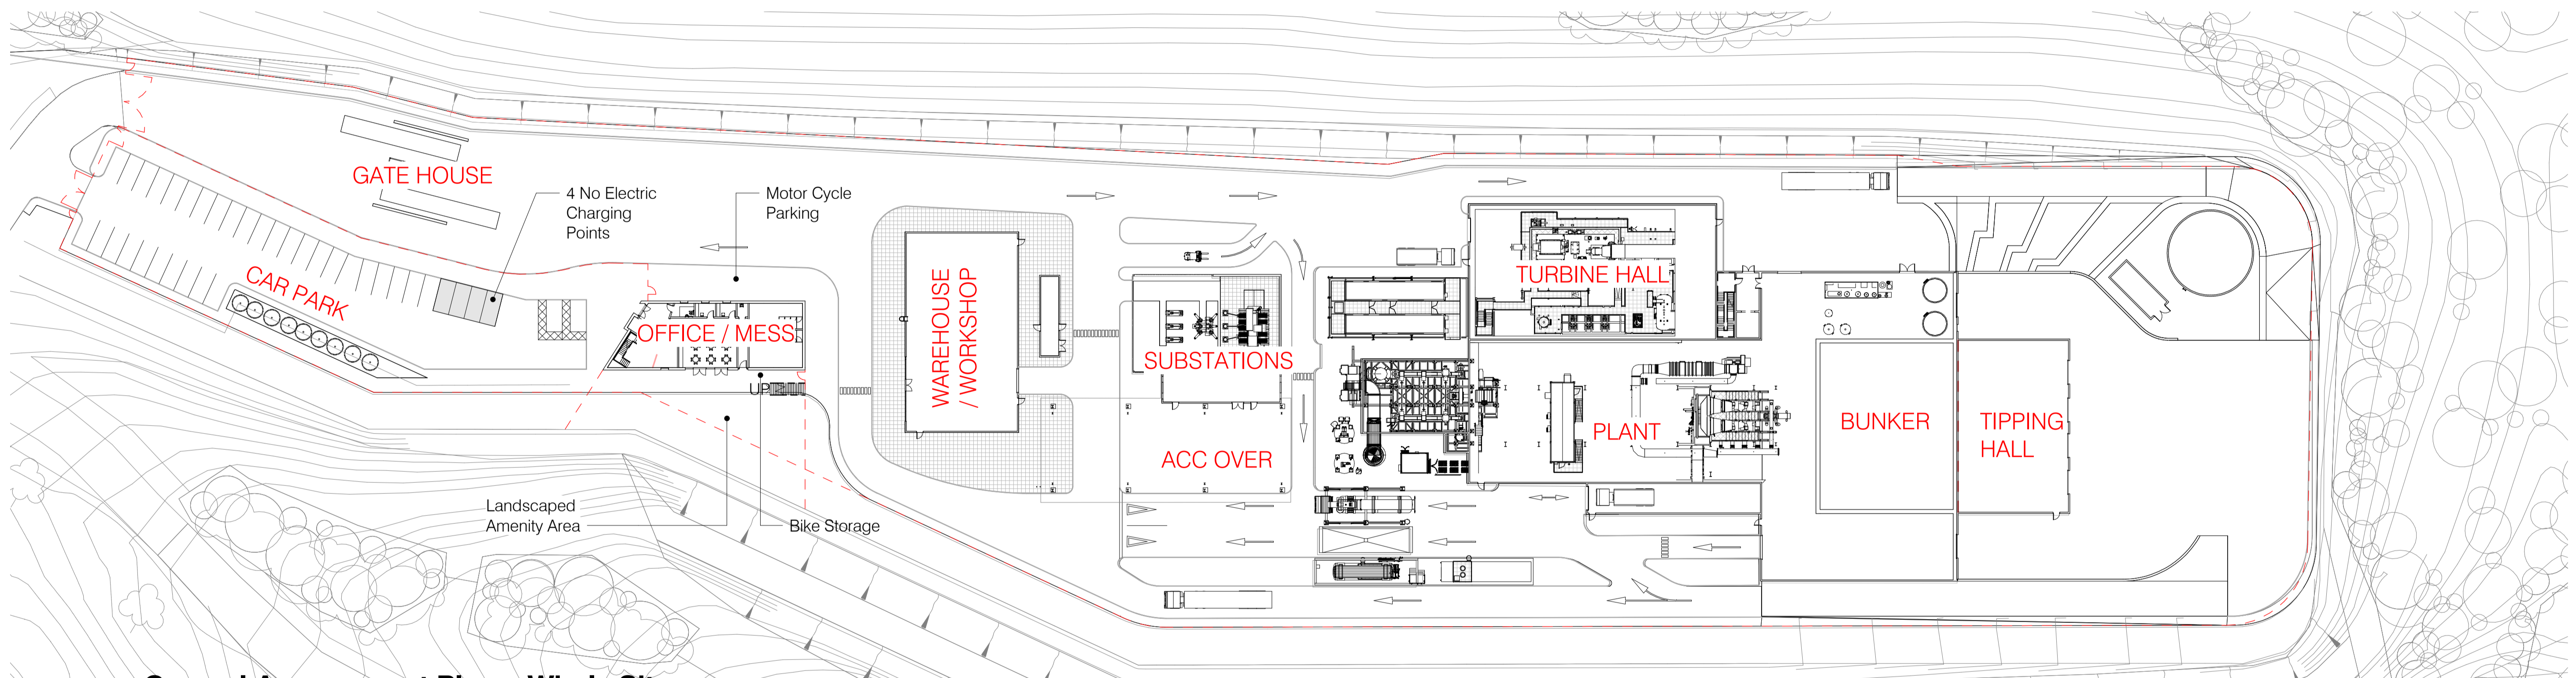 GATE HOUSE
4 No Electric
Charging
Points
Motor Cycle
Parking
CAR PARK
OFFICE / MESS
UP
WAREHOUSE
/ WORKSHOP
SUBSTATIONS
ACC OVER
TURBINE HALL
PLANT
BUNKER
TIPPING
HALL
Landscaped
Amenity Area
Bike Storage